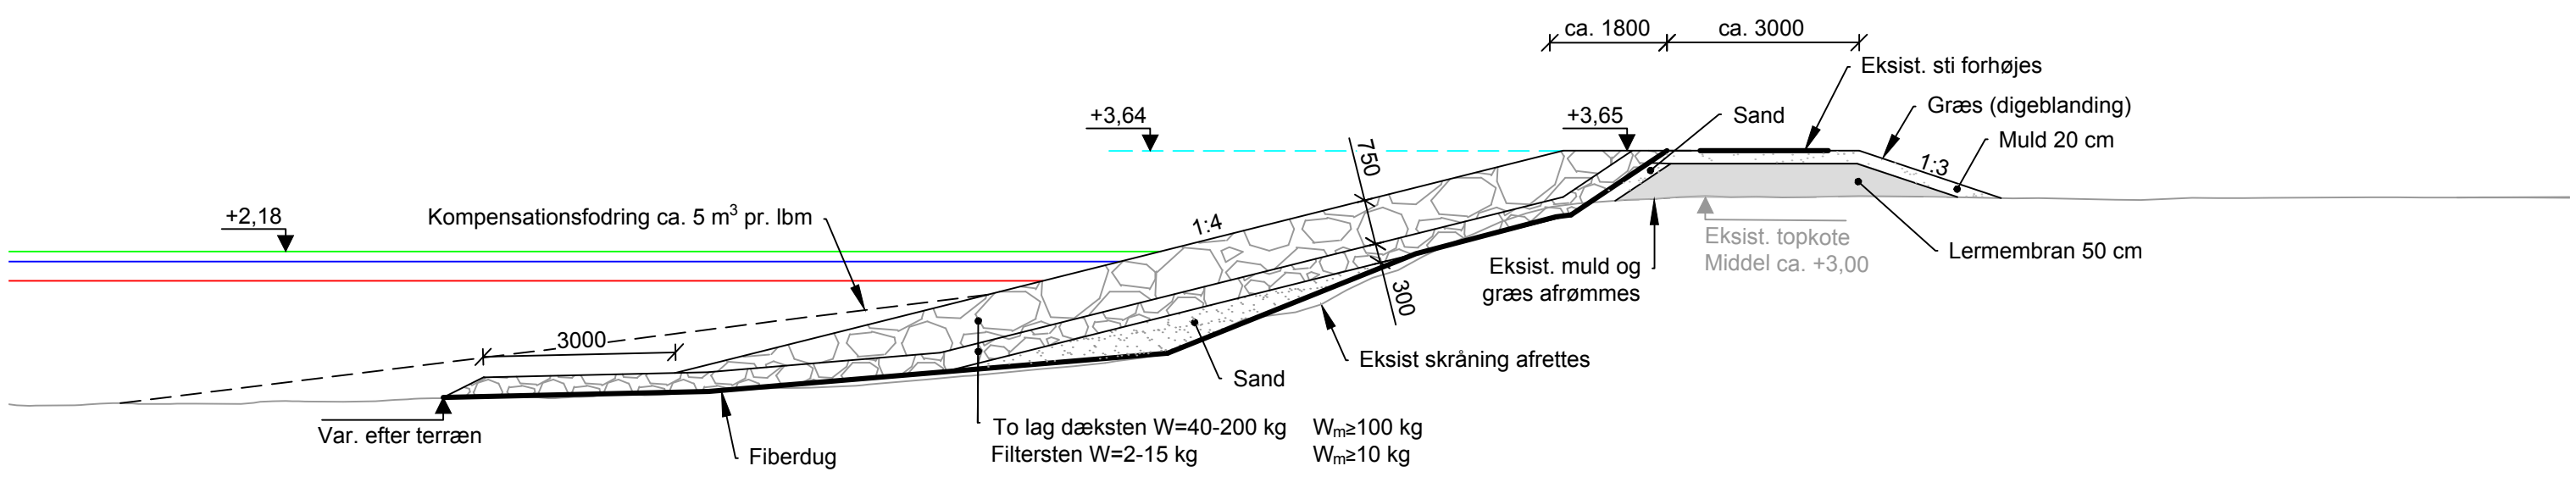 ca. 1800
ca. 3000
Eksist. sti forhøjes
Græs (digeblanding)
+3,64
+3,65
Sand
Muld 20 cm
750
1:3
+2,18
Kompensationsfodring ca. 5 m³ pr. lbm
1:4
Eksist. topkote
Middel ca. +3,00
Lermembran 50 cm
Eksist. muld og
græs afrømmes
300
3000
Eksist skråning afrettes
Sand
Var. efter terræn
To lag dæksten W=40-200 kg Wm≥100 kg
Filtersten W=2-15 kg Wm≥10 kg
Fiberdug